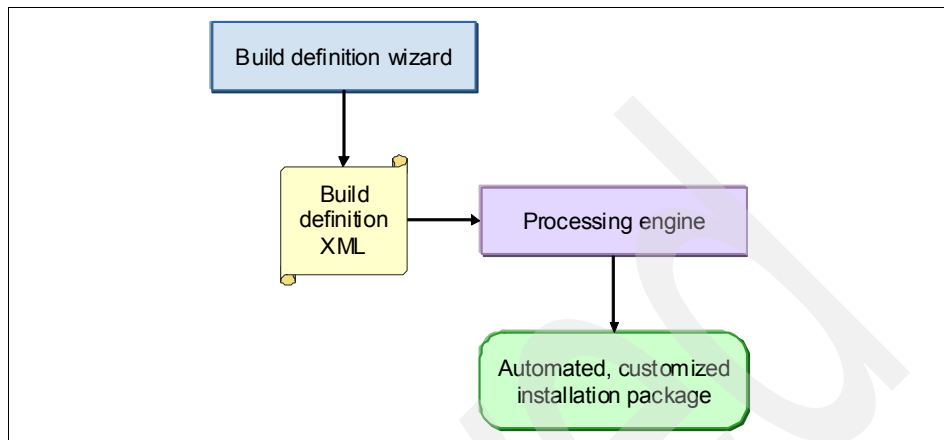 Build definition wizard
Build
definition
XML
Processing engine
Automated, customized
installation package